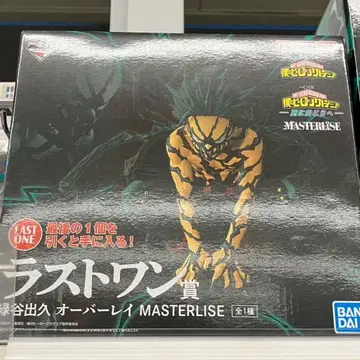 僕のヒーローアカデミア
僕のヒーローアカデミア
MASTERLISE
LAST ONE
最後の1個を
引くと手に入る!
ラストワン賞
緑谷出久 オーバーレイ MASTERLISE 全1種
BANDAI